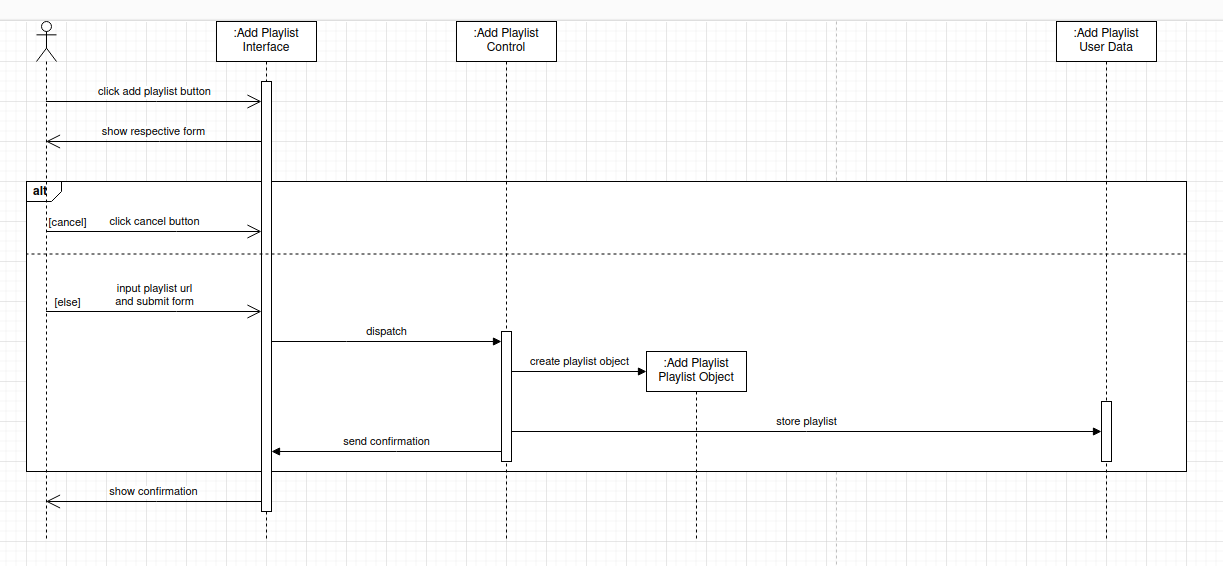 :Add Playlist
Interface
:Add Playlist
Control
:Add Playlist
User Data
click add playlist button
show respective form
alt
[cancel]
click cancel button
input playlist url
[else]
and submit form
dispatch
create playlist object
:Add Playlist
Playlist Object
store playlist
send confirmation
show confirmation